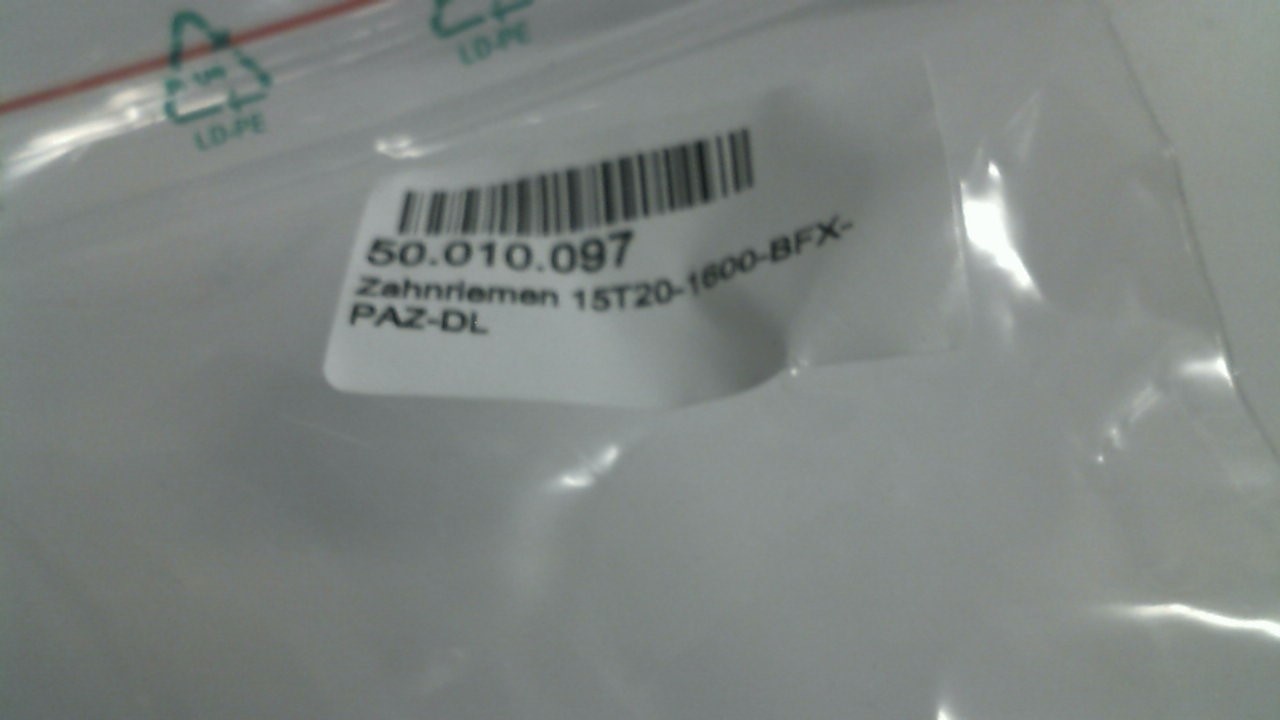 LD-PE
LD-PE
50.010.097
Zahnriemen 15T20-1600-BFX-
PAZ-DL